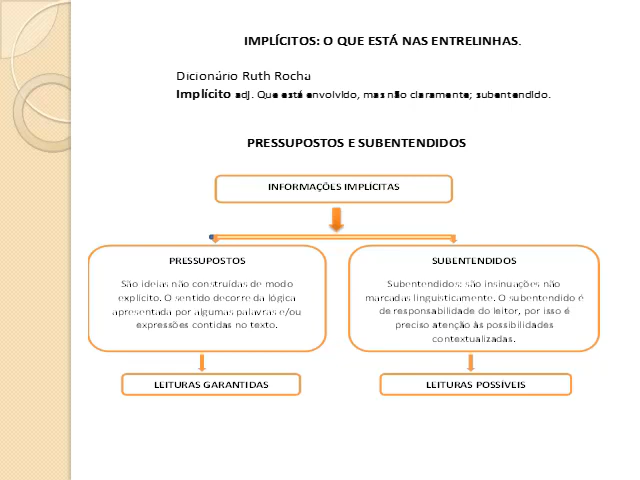 IMPLÍCITOS: O QUE ESTÁ NAS ENTRELINHAS.
Dicionário Ruth Rocha
Implícito adj. Que está envolvido, mas não claramente; subentendido.
PRESSUPOSTOS E SUBENTENDIDOS
INFORMAÇÕES IMPLÍCITAS
PRESSUPOSTOS
São ideias não construídas de modo
explícito. O sentido decorre da lógica
apresentada por algumas palavras e/ou
expressões contidas no texto.
SUBENTENDIDOS
Subentendidos: são insinuações não
marcadas linguisticamente. O subentendido é
de responsabilidade do leitor, por isso é
preciso atenção às possibilidades
contextualizadas.
LEITURAS GARANTIDAS
LEITURAS POSSÍVEIS